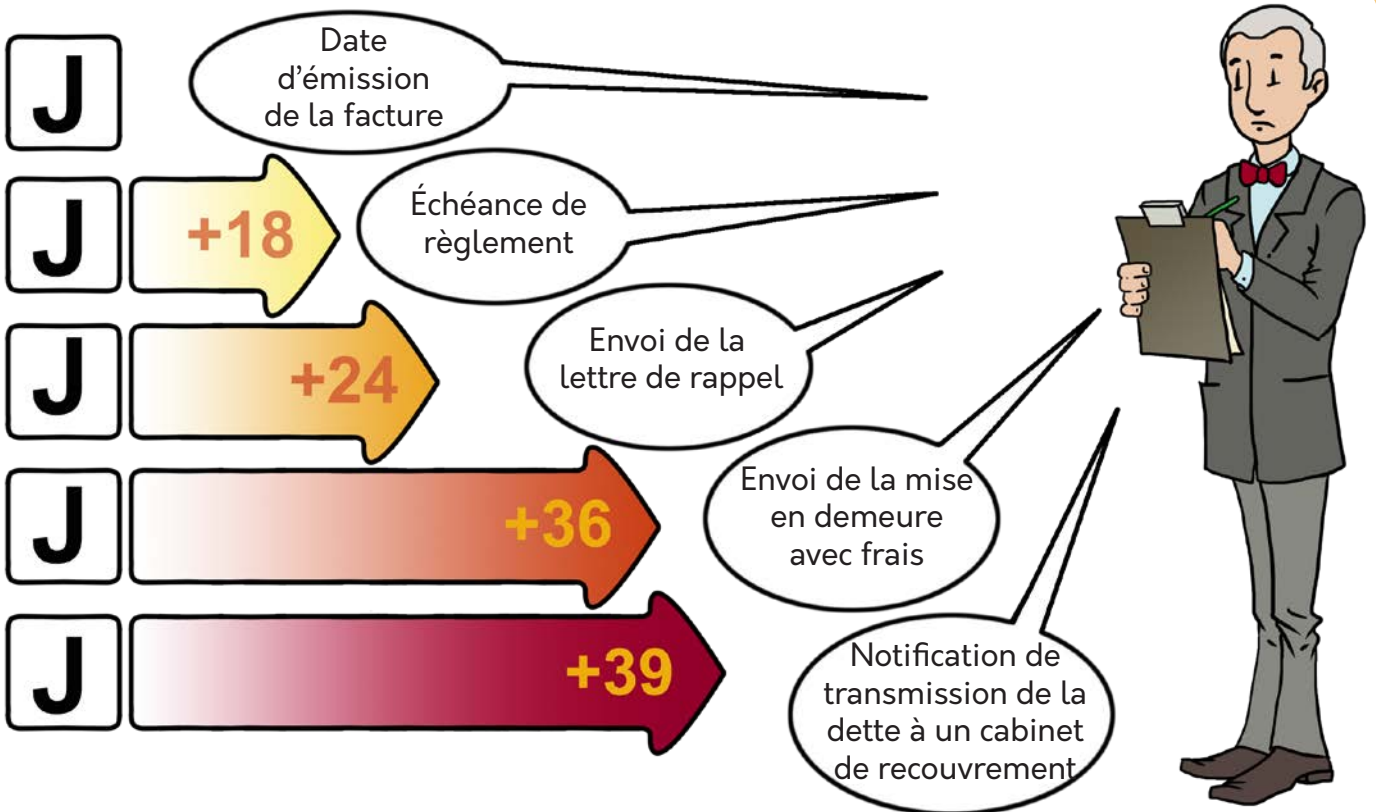 J
Date
d’émission
de la facture
J
+18
Échéance de
règlement
J
+24
Envoi de la
lettre de rappel
J
+36
Envoi de la mise
en demeure
avec frais
J
+39
Notification de
transmission de la
dette à un cabinet
de recouvrement